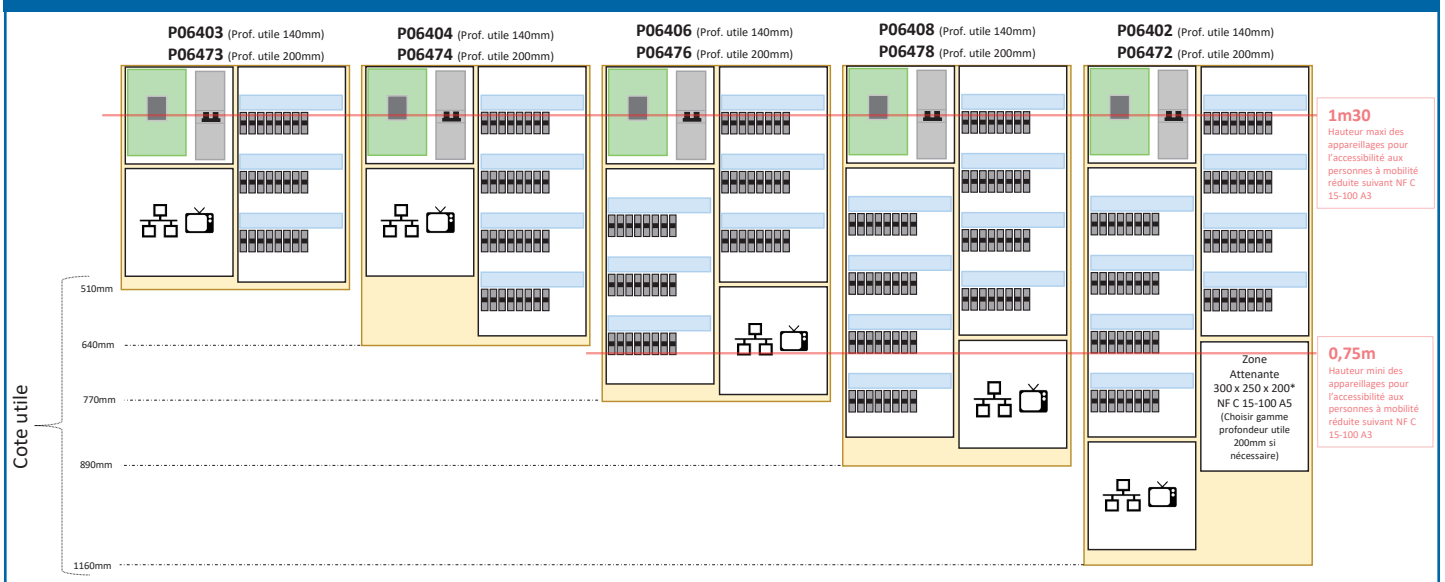 P06403 (Prof. utile 140mm)
P06473 (Prof. utile 200mm)
P06404 (Prof. utile 140mm)
P06474 (Prof. utile 200mm)
P06406 (Prof. utile 140mm)
P06476 (Prof. utile 200mm)
P06408 (Prof. utile 140mm)
P06478 (Prof. utile 200mm)
P06402 (Prof. utile 140mm)
P06472 (Prof. utile 200mm)
1m30
Hauteur maxi des
appareillages pour
l'accessibilité aux
personnes à mobilité
réduite suivant NF C
15-100 A3
Cote utile
510mm
640mm
770mm
890mm
1160mm
Zone
Attenante
300 x 250 x 200*
NF C 15-100 A5
(Choisir gamme
profondeur utile
200mm si
nécessaire)
0,75m
Hauteur mini des
appareillages pour
l'accessibilité aux
personnes à mobilité
réduite suivant NF C
15-100 A3